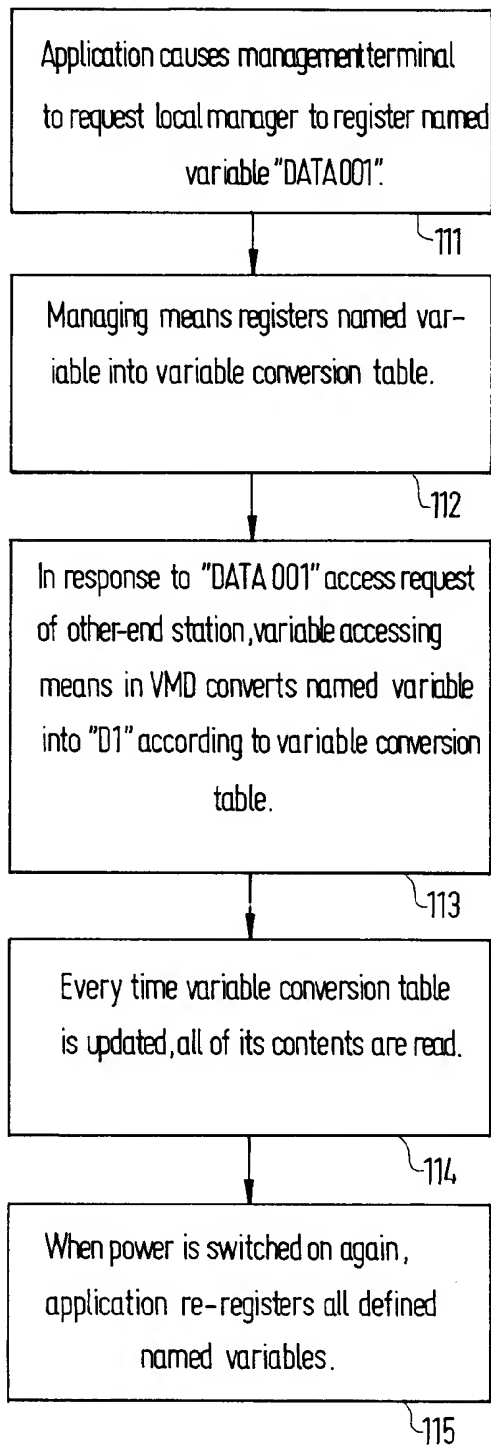 Application causes management terminal
to request local manager to register named
variable "DATA 001".
111
Managing means registers named var-
iable into variable conversion table.
112
In response to "DATA 001" access request
of other-end station, variable accessing
means in VMD converts named variable
into "D1" according to variable conversion
table.
113
Every time variable conversion table
is updated, all of its contents are read.
114
When power is switched on again,
application re-registers all defined
named variables.
115